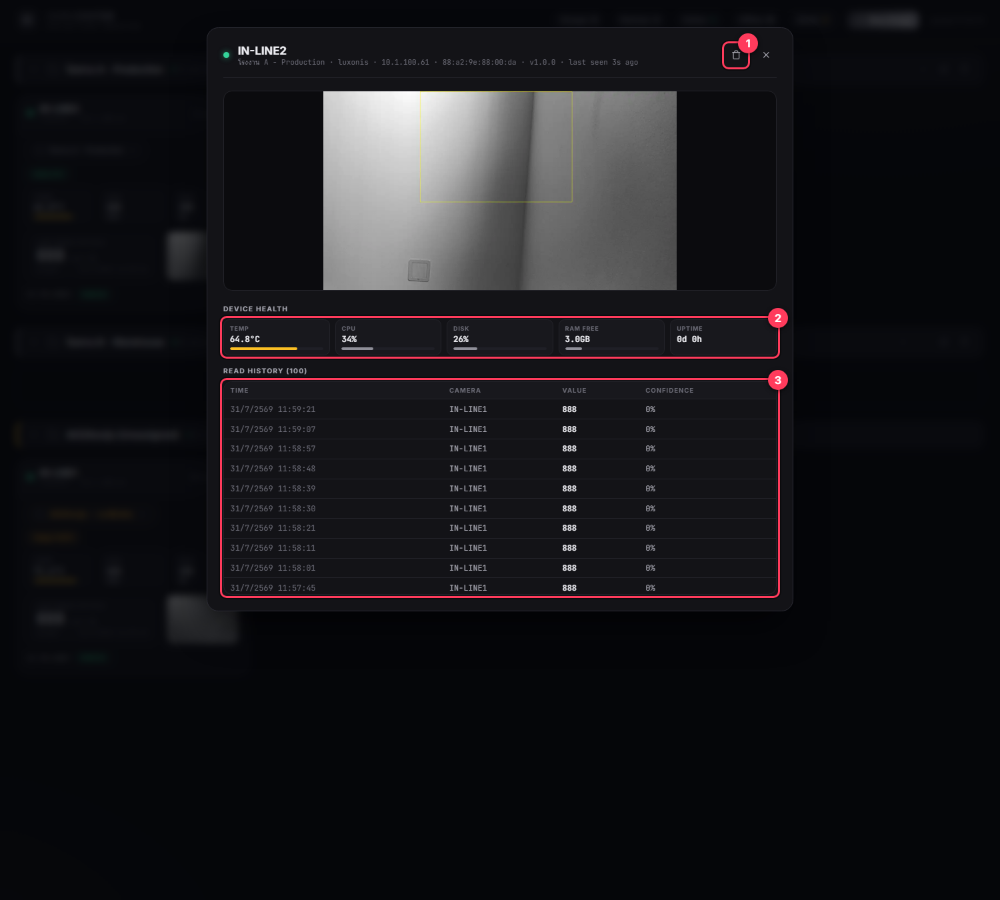 1
IN-LINE2
โรงงาน A - Production · luxonis · 10.1.100.61 · 88:a2:9e:88:00:da · v1.0.0 · last seen 3s ago
DEVICE HEALTH
2
TEMP CPU DISK RAM FREE UPTIME
64.8°C 34% 26% 3.0GB 0d 0h
READ HISTORY (100)
3
TIME CAMERA VALUE CONFIDENCE
31/7/2569 11:59:21 IN-LINE1 888 0%
31/7/2569 11:59:07 IN-LINE1 888 0%
31/7/2569 11:58:57 IN-LINE1 888 0%
31/7/2569 11:58:48 IN-LINE1 888 0%
31/7/2569 11:58:39 IN-LINE1 888 0%
31/7/2569 11:58:30 IN-LINE1 888 0%
31/7/2569 11:58:21 IN-LINE1 888 0%
31/7/2569 11:58:11 IN-LINE1 888 0%
31/7/2569 11:58:01 IN-LINE1 888 0%
31/7/2569 11:57:45 IN-LINE1 888 0%